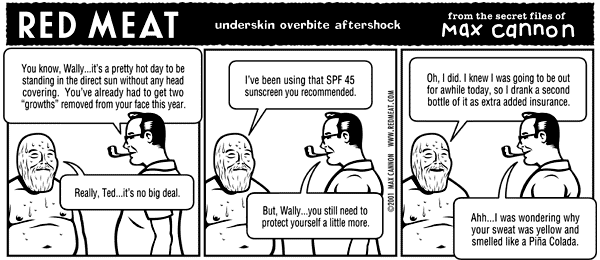 RED MEAT
underskin overbite aftershock
from the secret files of
Max cannon
You know, Wally...it's a pretty hot day to be
standing in the direct sun without any head
covering. You've already had to get two
"growths" removed from your face this year.
Really, Ted...it's no big deal.
I've been using that SPF 45
sunscreen you recommended.
But, Wally...you still need to
protect yourself a little more.
©2001 MAX CANNON WWW.REDMEAT.COM
Oh, I did. I knew I was going to be out
for awhile today, so I drank a second
bottle of it as extra added insurance.
Ahh...I was wondering why
your sweat was yellow and
smelled like a Piña Colada.